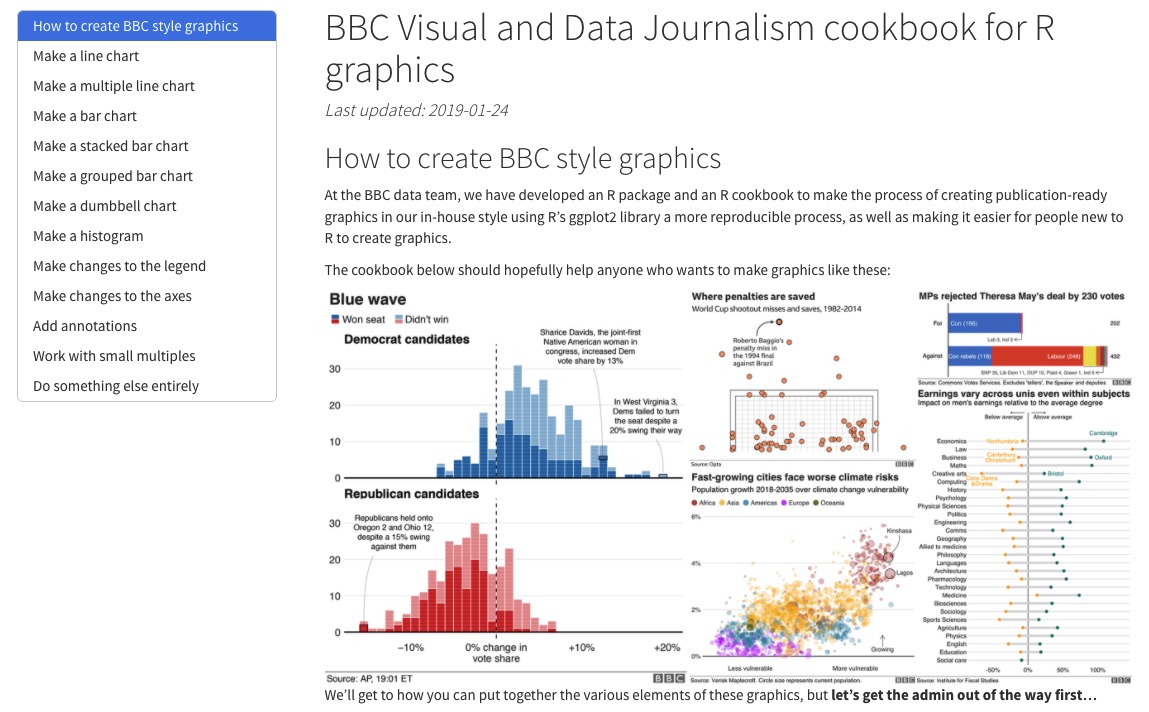 How to create BBC style graphics
Make a line chart
Make a multiple line chart
Make a bar chart
Make a stacked bar chart
Make a grouped bar chart
Make a dumbbell chart
Make a histogram
Make changes to the legend
Make changes to the axes
Add annotations
Work with small multiples
Do something else entirely
BBC Visual and Data Journalism cookbook for R
graphics
Last updated: 2019-01-24
How to create BBC style graphics
At the BBC data team, we have developed an R package and an R cookbook to make the process of creating publication-ready
graphics in our in-house style using R's ggplot2 library a more reproducible process, as well as making it easier for people new to
R to create graphics.
The cookbook below should hopefully help anyone who wants to make graphics like these:
Blue wave
Won seat Didn't win
Democrat candidates
Sharice Davids, the joint-first
Native American woman in
congress, increased Dem
vote share by 13%
In West Virginia 3,
Dems failed to turn
the seat despite a
20% swing their way
30
20
10
0
Republican candidates
Republicans held onto
Oregon 2 and Ohio 12,
despite a 15% swing
against them
30
20
10
0
−10%
0% change in
vote share
+10%
+20%
Source: AP, 19:01 ET
BBC
Where penalties are saved
World Cup shootout misses and saves, 1982-2014
Roberto Baggio's
penalty miss in
the 1994 final
against Brazil
Source: Opta
BBC
Fast-growing cities face worse climate risks
Population growth 2018-2035 over climate change vulnerability
Africa Asia Americas Europe Oceania
6%
4%
2%
0%
Kinshasa
Lagos
Growing
Less vulnerable
More vulnerable
Source: Verisk Maplecroft. Circle size represents current population.
BBC
MPs rejected Theresa May's deal by 230 votes
For
Con (196)
202
Lab 3, Ind 3
Against
Con rebels (118)
Labour (248)
432
SNP 35, Lib Dem 11, DUP 10, Plaid 4, Green 1, Ind 5
Source: Commons Votes Services. Excludes 'tellers', the Speaker and deputies
BBC
Earnings vary across unis even within subjects
Impact on men's earnings relative to the average degree
Below average
Above average
Cambridge
Economics
Northumbria
Law
Business
Canterbury
Christchurch
Oxford
Maths
Creative arts
Bristol
Computing
&Drama
History
Psychology
Physical Sciences
Politics
Engineering
Comms
Geography
Allied to medicine
Philosophy
Languages
Architecture
Pharmacology
Technology
Medicine
Biosciences
Sociology
Sports Sciences
Agriculture
Physics
English
Education
Social care
-50%
0%
50%
100%
Source: Institute for Fiscal Studies
BBC
We'll get to how you can put together the various elements of these graphics, but let's get the admin out of the way first…